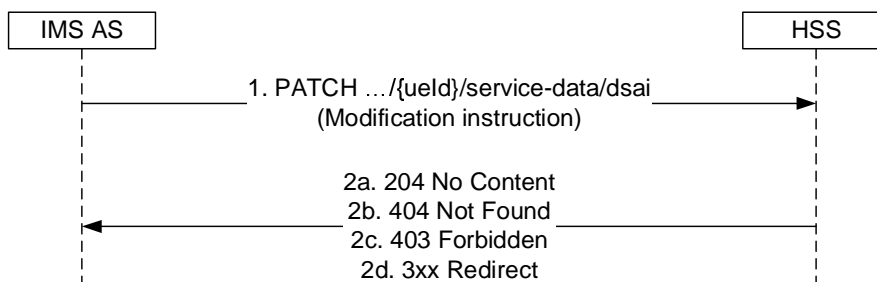 IMS AS
HSS
1. PATCH …/{ueId}/service-data/dsai
(Modification instruction)
2a. 204 No Content
2b. 404 Not Found
2c. 403 Forbidden
2d. 3xx Redirect